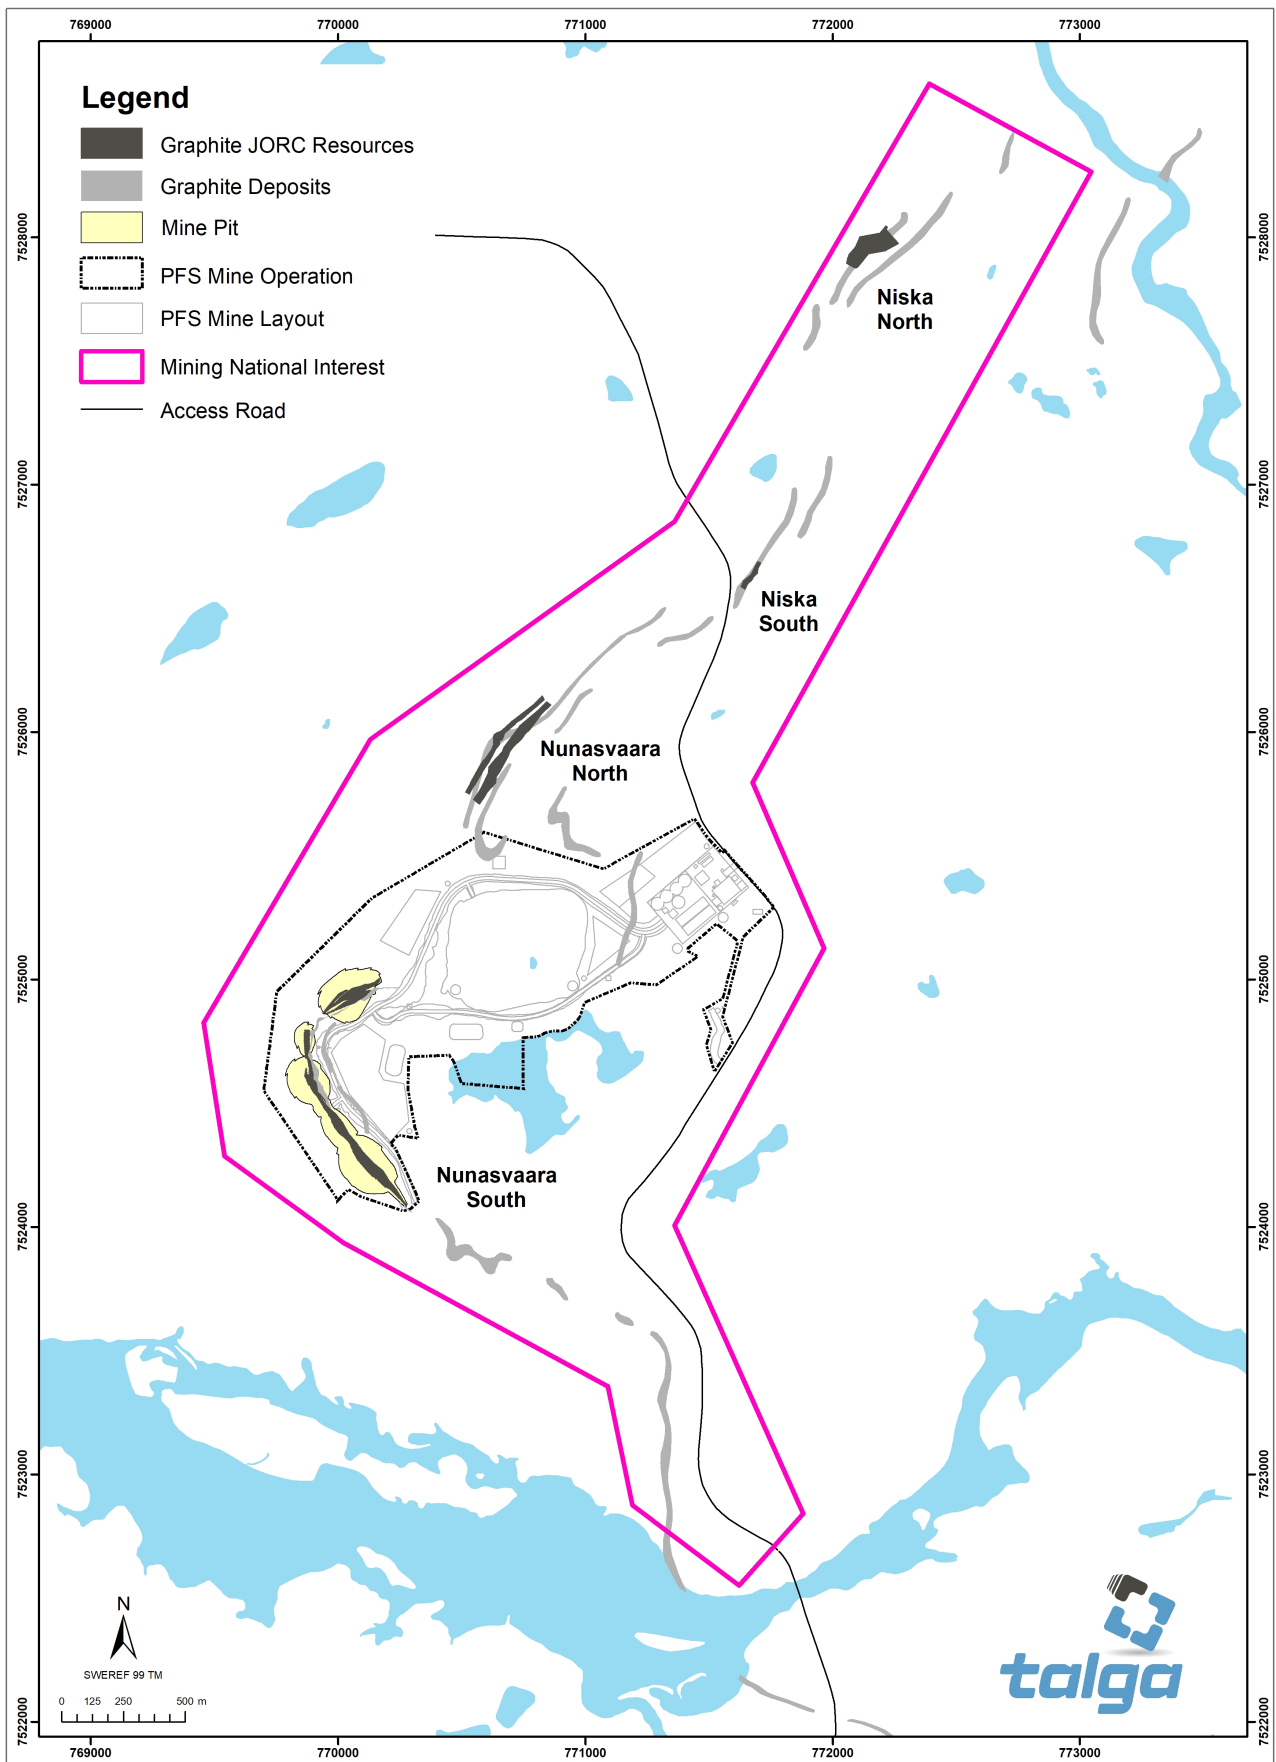 769000 770000 771000 772000 773000
Legend
Graphite JORC Resources
Graphite Deposits
Mine Pit
PFS Mine Operation
PFS Mine Layout
Mining National Interest
Access Road
7528000 7528000
Niska
North
7527000 7527000
Niska
South
7526000 7526000
Nunasvaara
North
7525000 7525000
Nunasvaara
South
7524000 7524000
7523000 7523000
N
SWEREF 99 TM
0 125 250 500 m
talga
7522000 7522000
769000 770000 771000 772000 773000